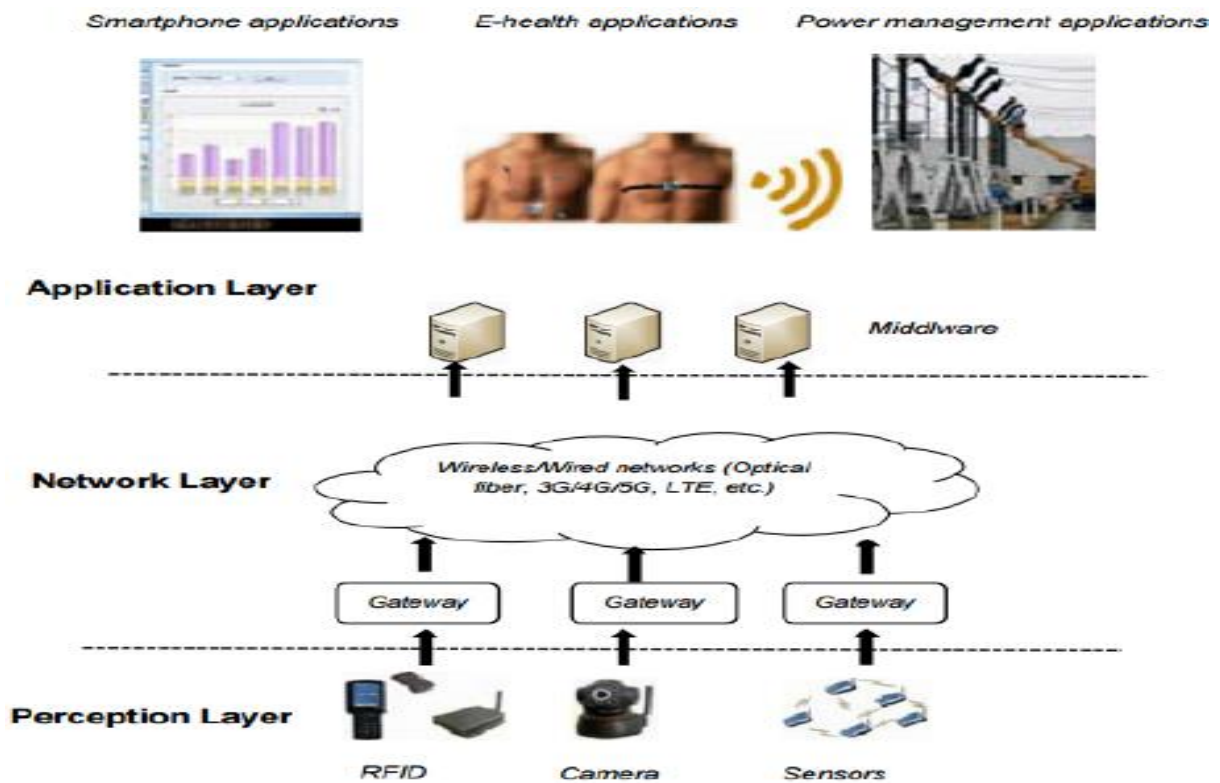 Smartphone applications
E-health applications
Power management applications
Application Layer
Middlware
Network Layer
Wireless/Wired networks (Optical
fiber, 3G/4G/5G, LTE, etc.)
Gateway
Gateway
Gateway
Perception Layer
RFID
Camera
Sensors